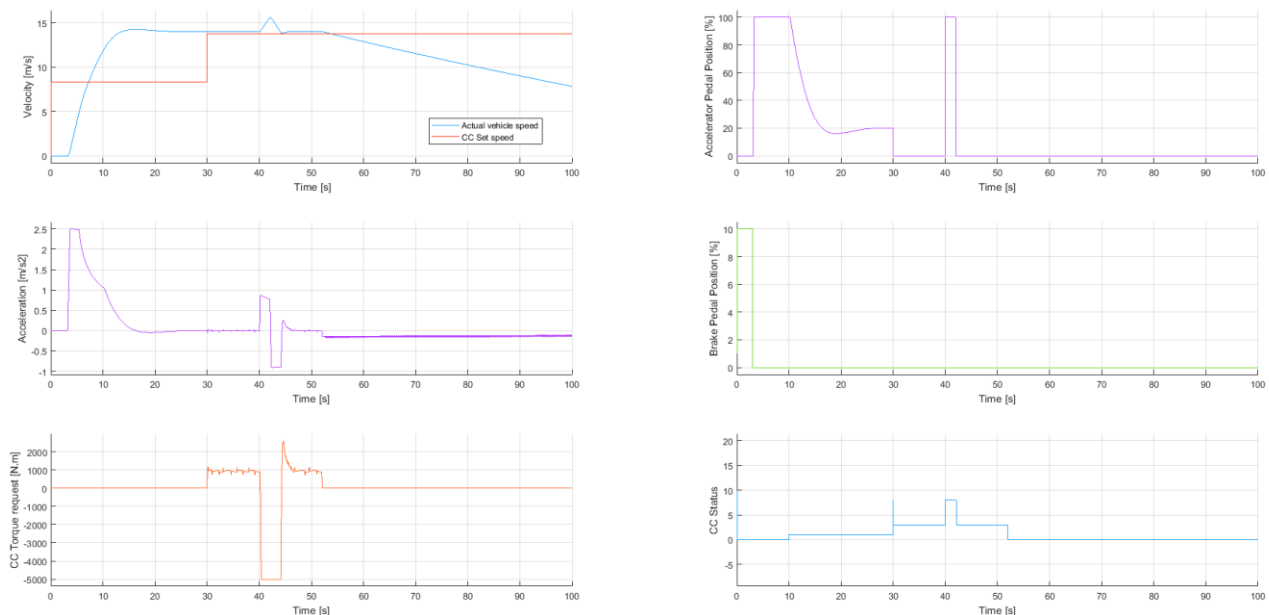 Velocity [m/s]
15
10
5
0
Actual vehicle speed
CC Set speed
0 10 20 30 40 50 60 70 80 90 100
Time [s]
Accelerator Pedal Position [%]
100
80
60
40
20
0
0 10 20 30 40 50 60 70 80 90 100
Time [s]
Acceleration [m/s2]
2.5
2
1.5
1
0.5
0
-0.5
-1
0 10 20 30 40 50 60 70 80 90 100
Time [s]
Brake Pedal Position [%]
10
8
6
4
2
0
0 10 20 30 40 50 60 70 80 90 100
Time [s]
CC Torque request [N.m]
2000
1000
0
-1000
-2000
-3000
-4000
-5000
0 10 20 30 40 50 60 70 80 90 100
Time [s]
CC Status
20
15
10
5
0
-5
0 10 20 30 40 50 60 70 80 90 100
Time [s]